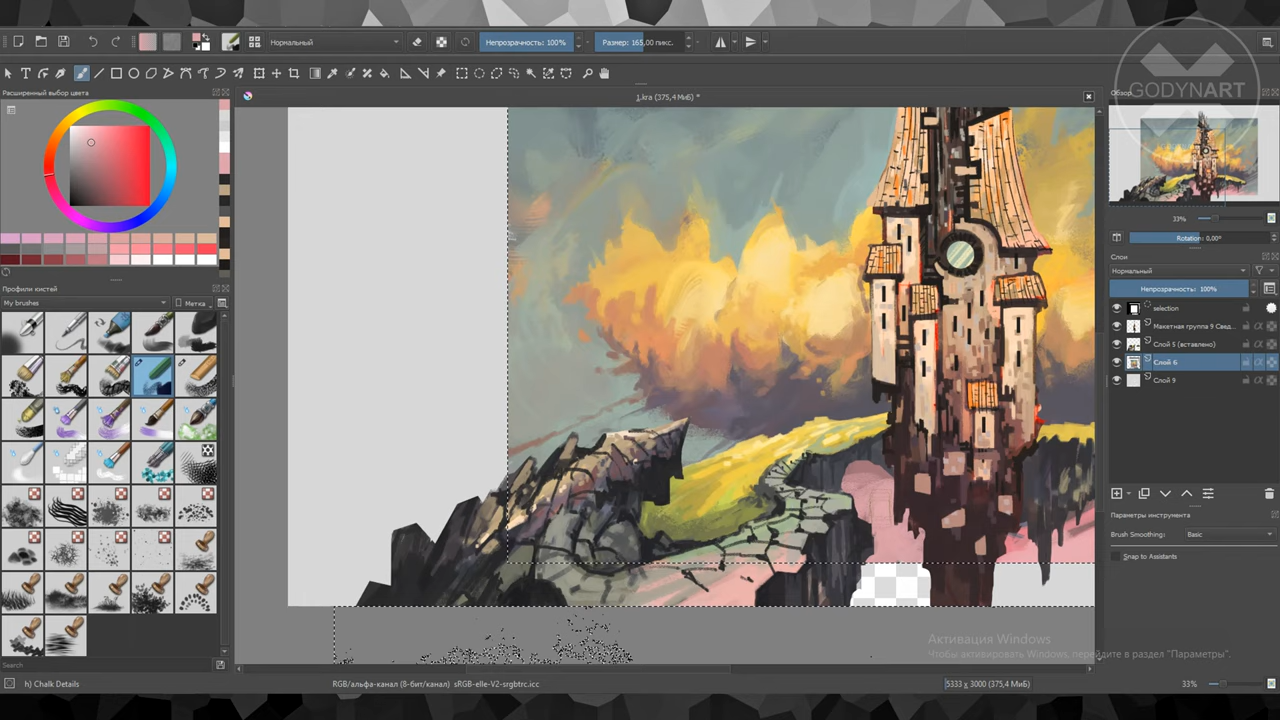 Нормальный
Непрозрачность: 100%
Размер: 165,00 пикс.
GODYNART
Расширенный выбор цвета
1.kra (375,4 МиБ) *
Обзор
33%
Rotation: 0,00°
Слои
Нормальный
Непрозрачность: 100%
selection
Макетная группа 9 Свед...
Слой 5 (вставлено)
Слой 6
Слой 9
Профили кистей
My brushes
Метка
Параметры инструмента
Brush Smoothing:
Basic
Snap to Assistants
Активация Windows
Чтобы активировать Windows, перейдите в раздел "Параметры".
Search
h) Chalk Details
RGB/альфа-канал (8-бит/канал) sRGB-elle-V2-srgbtrc.icc
5333 x 3000 (375,4 МиБ)
33%